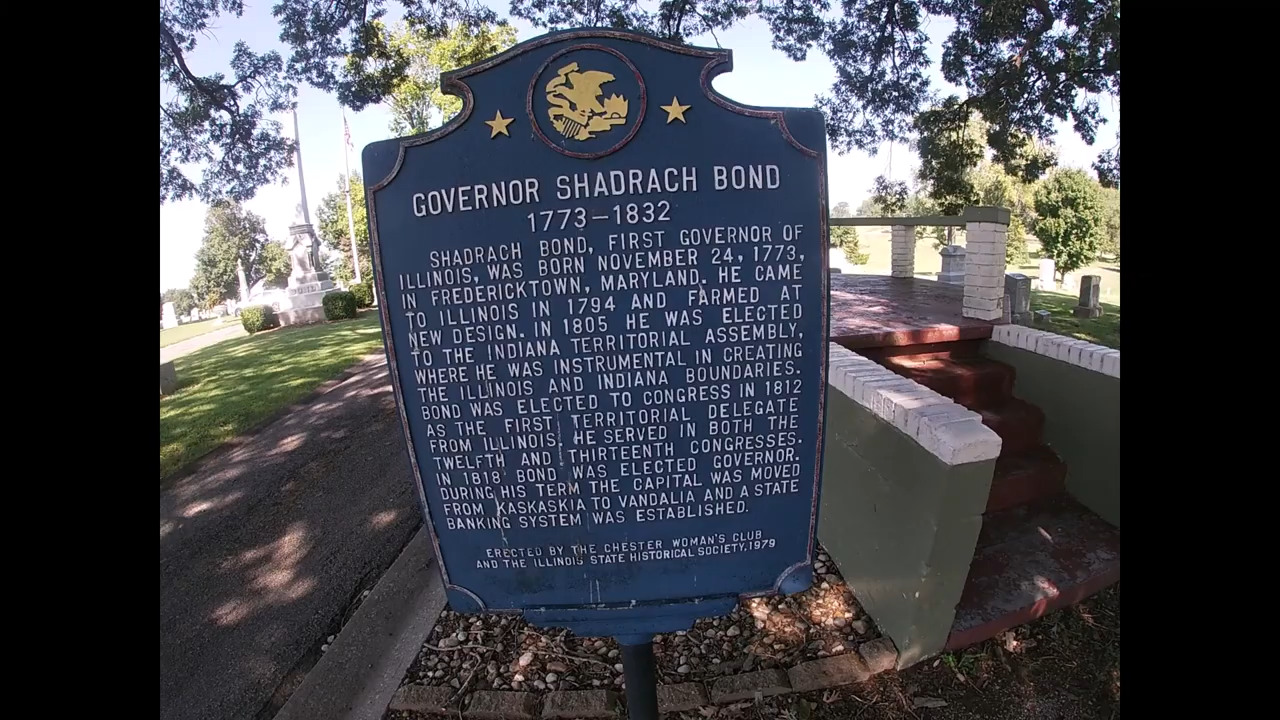 GOVERNOR SHADRACH BOND
1773-1832
SHADRACH BOND, FIRST GOVERNOR OF
ILLINOIS, WAS BORN NOVEMBER 24, 1773,
IN FREDERICKTOWN, MARYLAND. HE CAME
TO ILLINOIS IN 1794 AND FARMED AT
NEW DESIGN. IN 1805 HE WAS ELECTED
TO THE INDIANA TERRITORIAL ASSEMBLY,
WHERE HE WAS INSTRUMENTAL IN CREATING
THE ILLINOIS AND INDIANA BOUNDARIES.
BOND WAS ELECTED TO CONGRESS IN 1812
AS THE FIRST TERRITORIAL DELEGATE
FROM ILLINOIS. HE SERVED IN BOTH THE
TWELFTH AND THIRTEENTH CONGRESSES.
IN 1818 BOND WAS ELECTED GOVERNOR.
DURING HIS TERM THE CAPITAL WAS MOVED
FROM KASKASKIA TO VANDALIA AND A STATE
BANKING SYSTEM WAS ESTABLISHED.
ERECTED BY THE CHESTER WOMAN'S CLUB
AND THE ILLINOIS STATE HISTORICAL SOCIETY, 1979